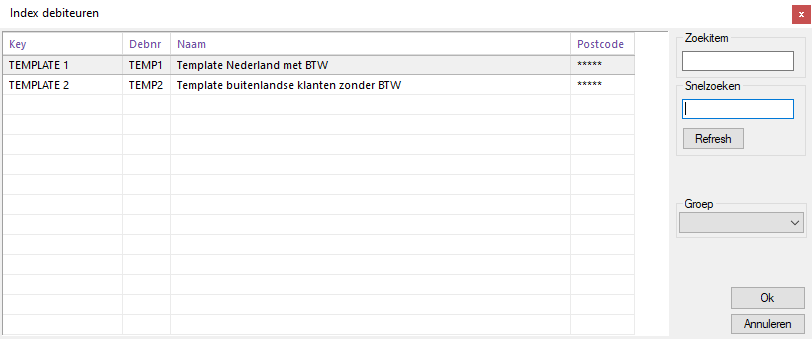 Index debiteuren
x
Key Debnr Naam Postcode
TEMPLATE 1 TEMP1 Template Nederland met BTW *****
TEMPLATE 2 TEMP2 Template buitenlandse klanten zonder BTW *****
Zoekitem
Snelzoeken
Refresh
Groep
Ok
Annuleren